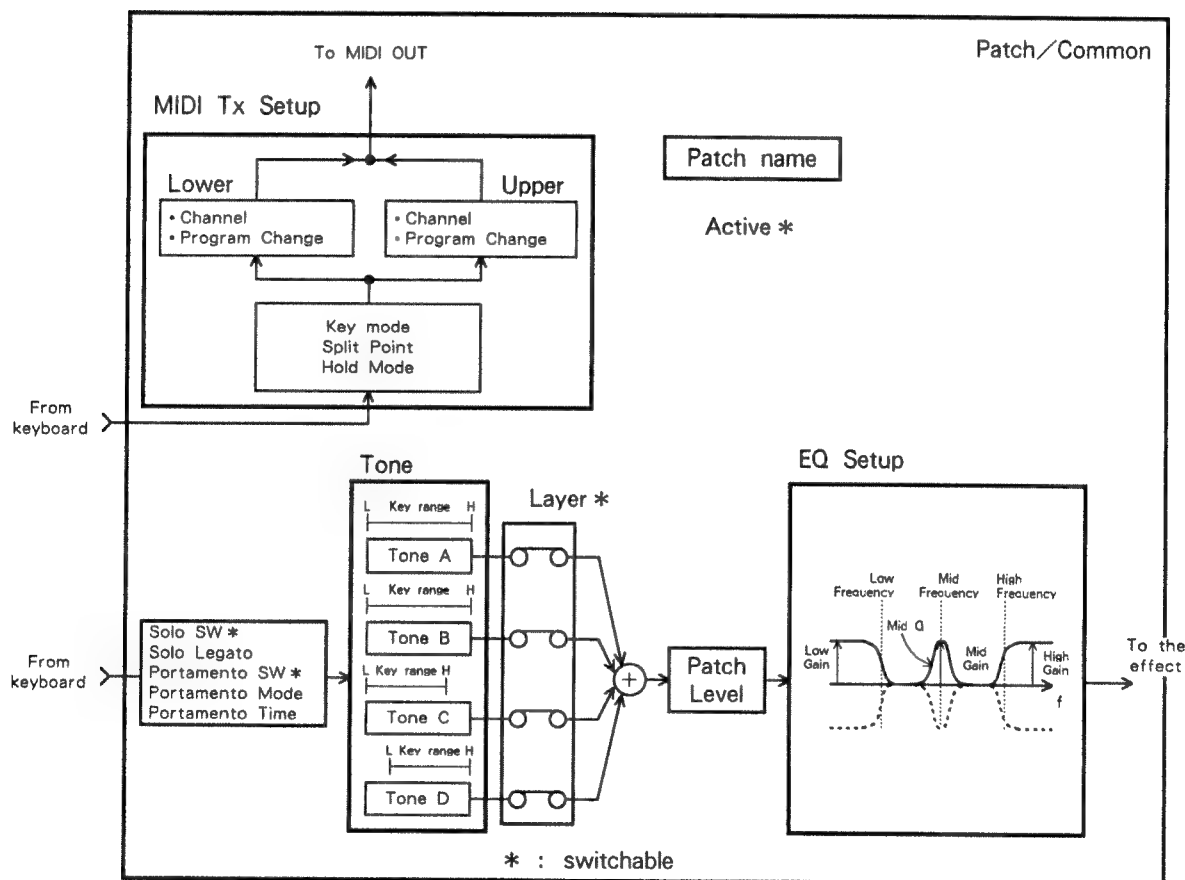 Patch／Common
To MIDI OUT
MIDI Tx Setup
Patch name
Active *
Lower
Upper
• Channel
• Program Change
• Channel
• Program Change
Key mode
Split Point
Hold Mode
From
keyboard
Tone
Layer *
EQ Setup
L Key range H
Tone A
L Key range H
Tone B
L Key range H
Tone C
L Key range H
Tone D
From
keyboard
Solo SW *
Solo Legato
Portamento SW *
Portamento Mode
Portamento Time
+
Patch
Level
Low
Frequency
Mid
Frequency
High
Frequency
Mid Q
Low
Gain
Mid
Gain
High
Gain
f
To the
effect
* : switchable